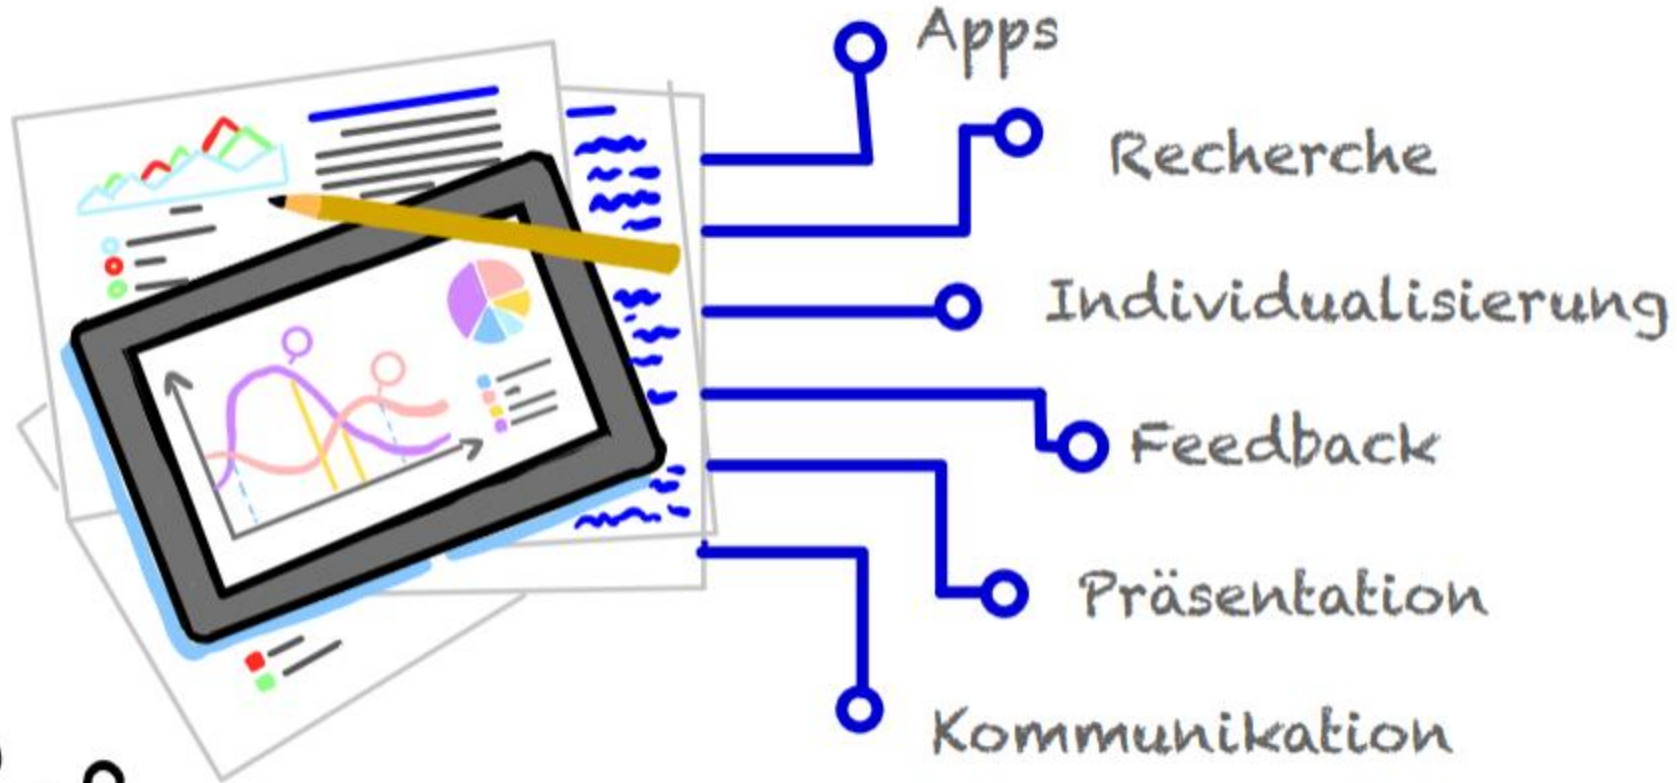 Apps
Recherche
Individualisierung
Feedback
Präsentation
Kommunikation